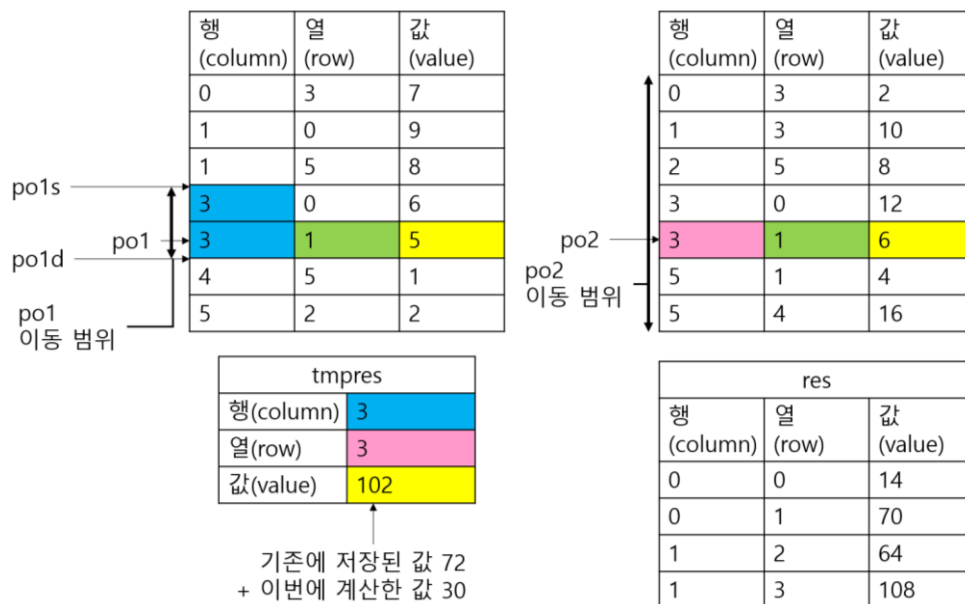 행 열 값
(column) (row) (value)
0 3 7
1 0 9
1 5 8
po1s
3 0 6
po1
3 1 5
po1d
4 5 1
po1
이동 범위
5 2 2
행 열 값
(column) (row) (value)
0 3 2
1 3 10
2 5 8
3 0 12
po2
3 1 6
po2
이동 범위
5 1 4
5 4 16
tmpres
행(column) 3
열(row) 3
값(value) 102
기존에 저장된 값 72
+ 이번에 계산한 값 30
res
행 열 값
(column) (row) (value)
0 0 14
0 1 70
1 2 64
1 3 108